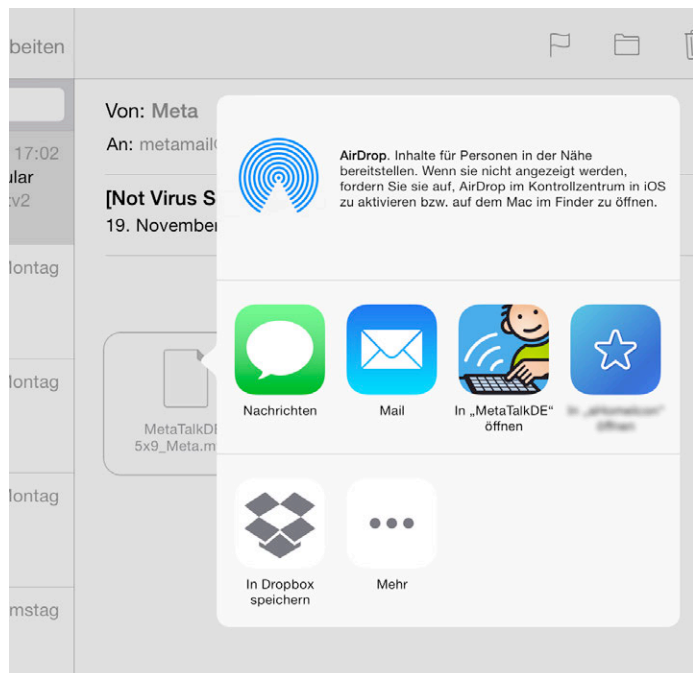 beiten
17:02
ular
:v2
Montag
Montag
Montag
mstag
Von: Meta
An: metamail
[Not Virus S
19. November
MetaTalkDE
5x9_Meta.m
AirDrop. Inhalte für Personen in der Nähe
bereitstellen. Wenn sie nicht angezeigt werden,
fordern Sie sie auf, AirDrop im Kontrollzentrum in iOS
zu aktivieren bzw. auf dem Mac im Finder zu öffnen.
Nachrichten
Mail
In „MetaTalkDE“
öffnen
In Dropbox
speichern
Mehr